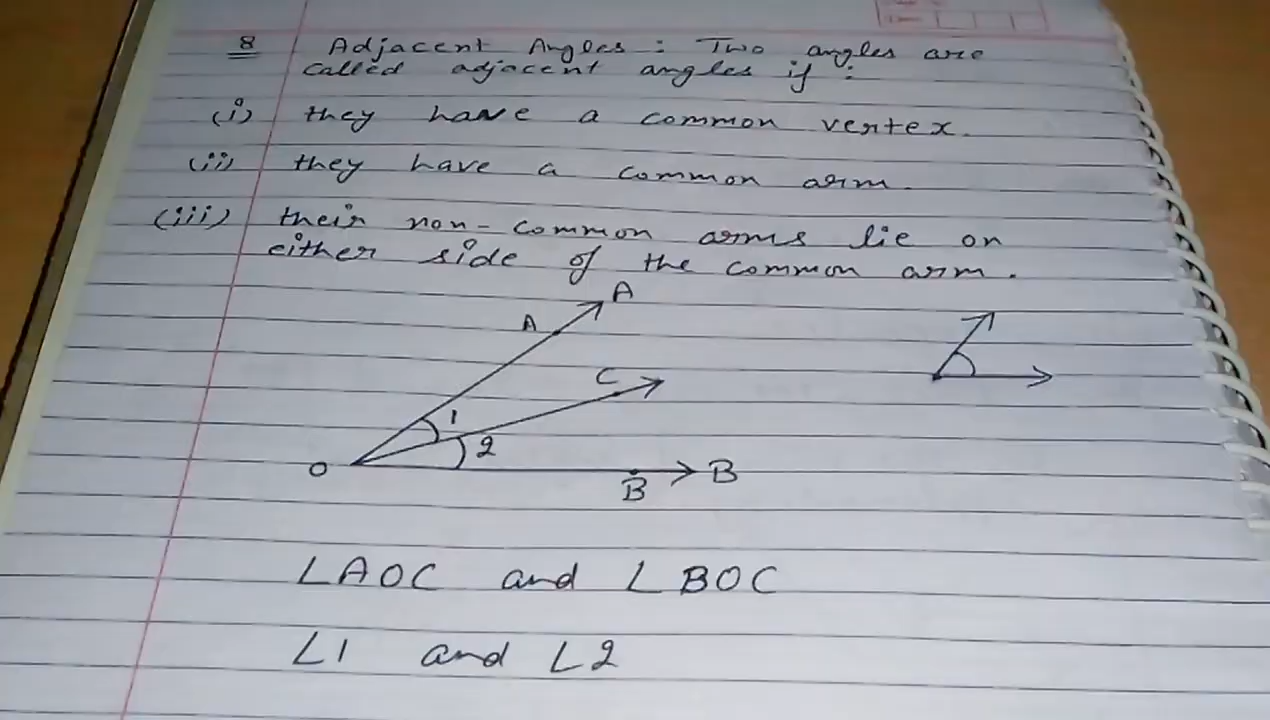 8 Adjacent Angles : Two angles are
called adjacent angles if :
(i) they have a common vertex.
(ii) they have a common arm.
(iii) their non-common arms lie on
either side of the common arm.
A
A
C
1
2
O
B
B
∠AOC and ∠BOC
∠1 and ∠2